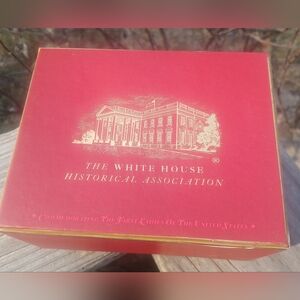 ®
THE WHITE HOUSE
HISTORICAL ASSOCIATION
★ COMMEMORATING THE FIRST LADIES OF THE UNITED STATES ★